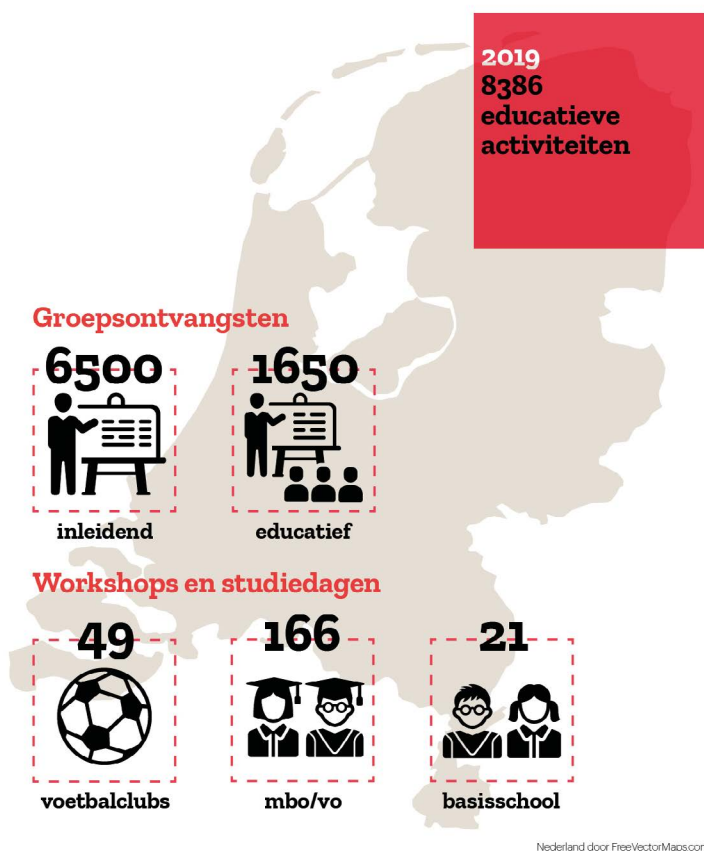 2019
8386
educatieve
activiteiten
Groepsontvangsten
6500 1650
inleidend educatief
Workshops en studiedagen
49 166 21
voetbalclubs mbo/vo basisschool
Nederland door FreeVectorMaps.com